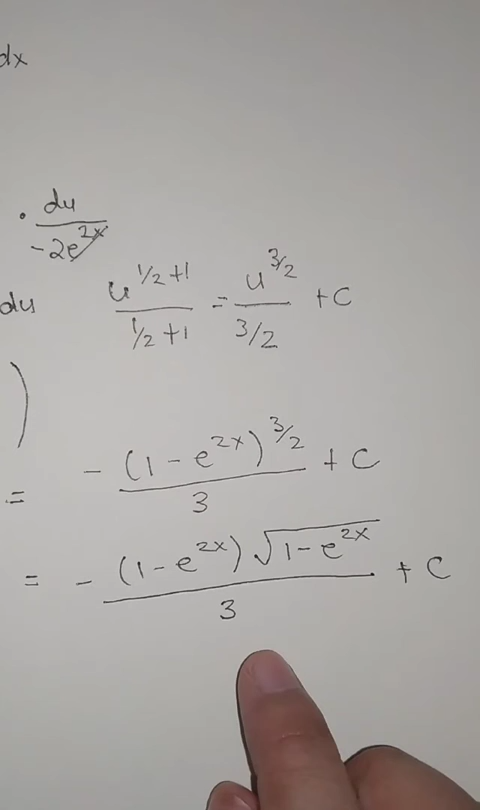 dx
· du/-2e^2x
du u^1/2+1/1/2+1 = u^3/2/3/2 + C
)
= - (1 - e^2x)^3/2/3 + C
= - (1-e^2x) √1-e^2x/3 + C